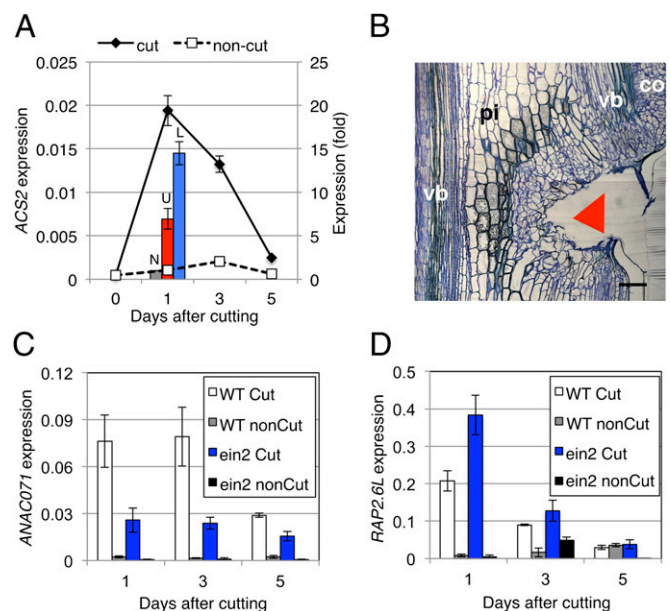 A
cut
non-cut
0.025
0.02
0.015
0.01
0.005
0
ACS2 expression
25
20
15
10
5
0
Expression (fold)
N
U
L
0 1 3 5
Days after cutting
B
pi
vb
vb
co
C
0.12
0.09
0.06
0.03
0
ANAC071 expression
WT Cut
WT nonCut
ein2 Cut
ein2 nonCut
1 3 5
Days after cutting
D
0.5
0.4
0.3
0.2
0.1
0
RAP2.6L expression
WT Cut
WT nonCut
ein2 Cut
ein2 nonCut
1 3 5
Days after cutting